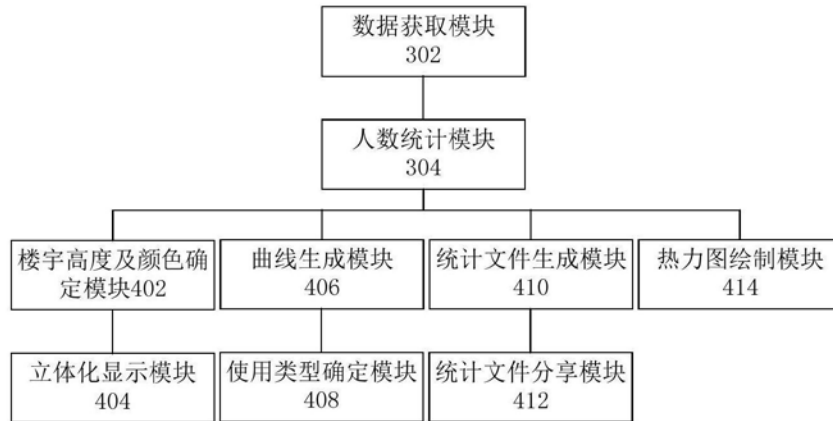 数据获取模块
302
人数统计模块
304
楼宇高度及颜色确
定模块402
曲线生成模块
406
统计文件生成模块
410
热力图绘制模块
414
立体化显示模块
404
使用类型确定模块
408
统计文件分享模块
412